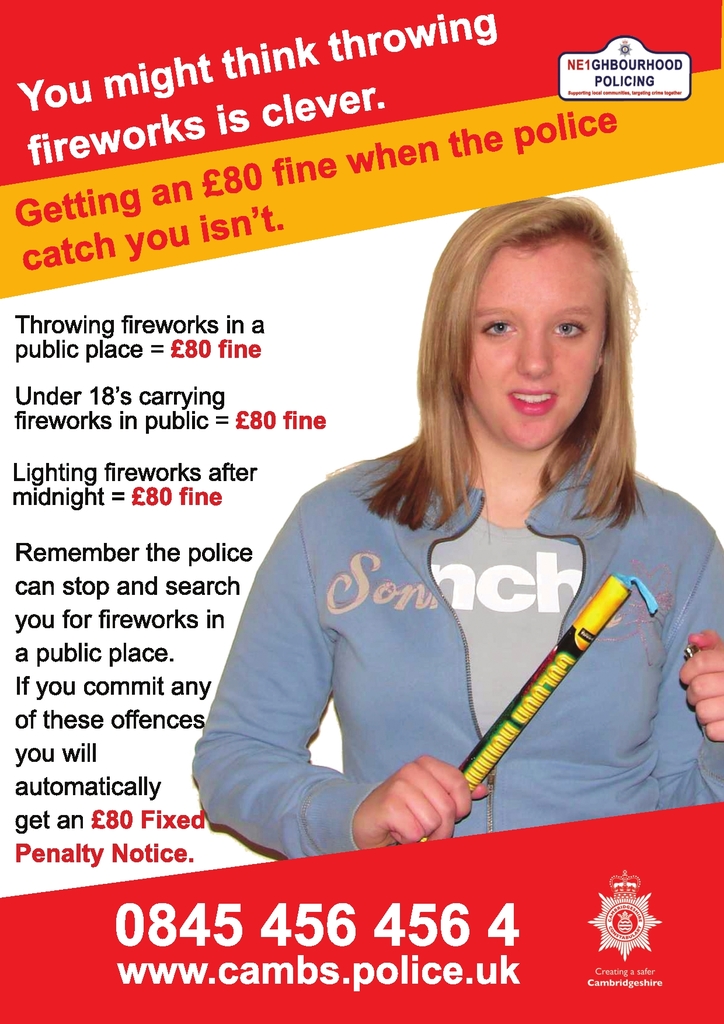 You might think throwing
fireworks is clever.
NE1GHBOURHOOD
POLICING
Supporting local communities, targeting crime together
Getting an £80 fine when the police
catch you isn't.
Throwing fireworks in a
public place = £80 fine
Under 18's carrying
fireworks in public = £80 fine
Lighting fireworks after
midnight = £80 fine
Remember the police
can stop and search
you for fireworks in
a public place.
If you commit any
of these offences
you will
automatically
get an £80 Fixed
Penalty Notice.
nch
0845 456 456 4
www.cambs.police.uk
Creating a safer
Cambridgeshire